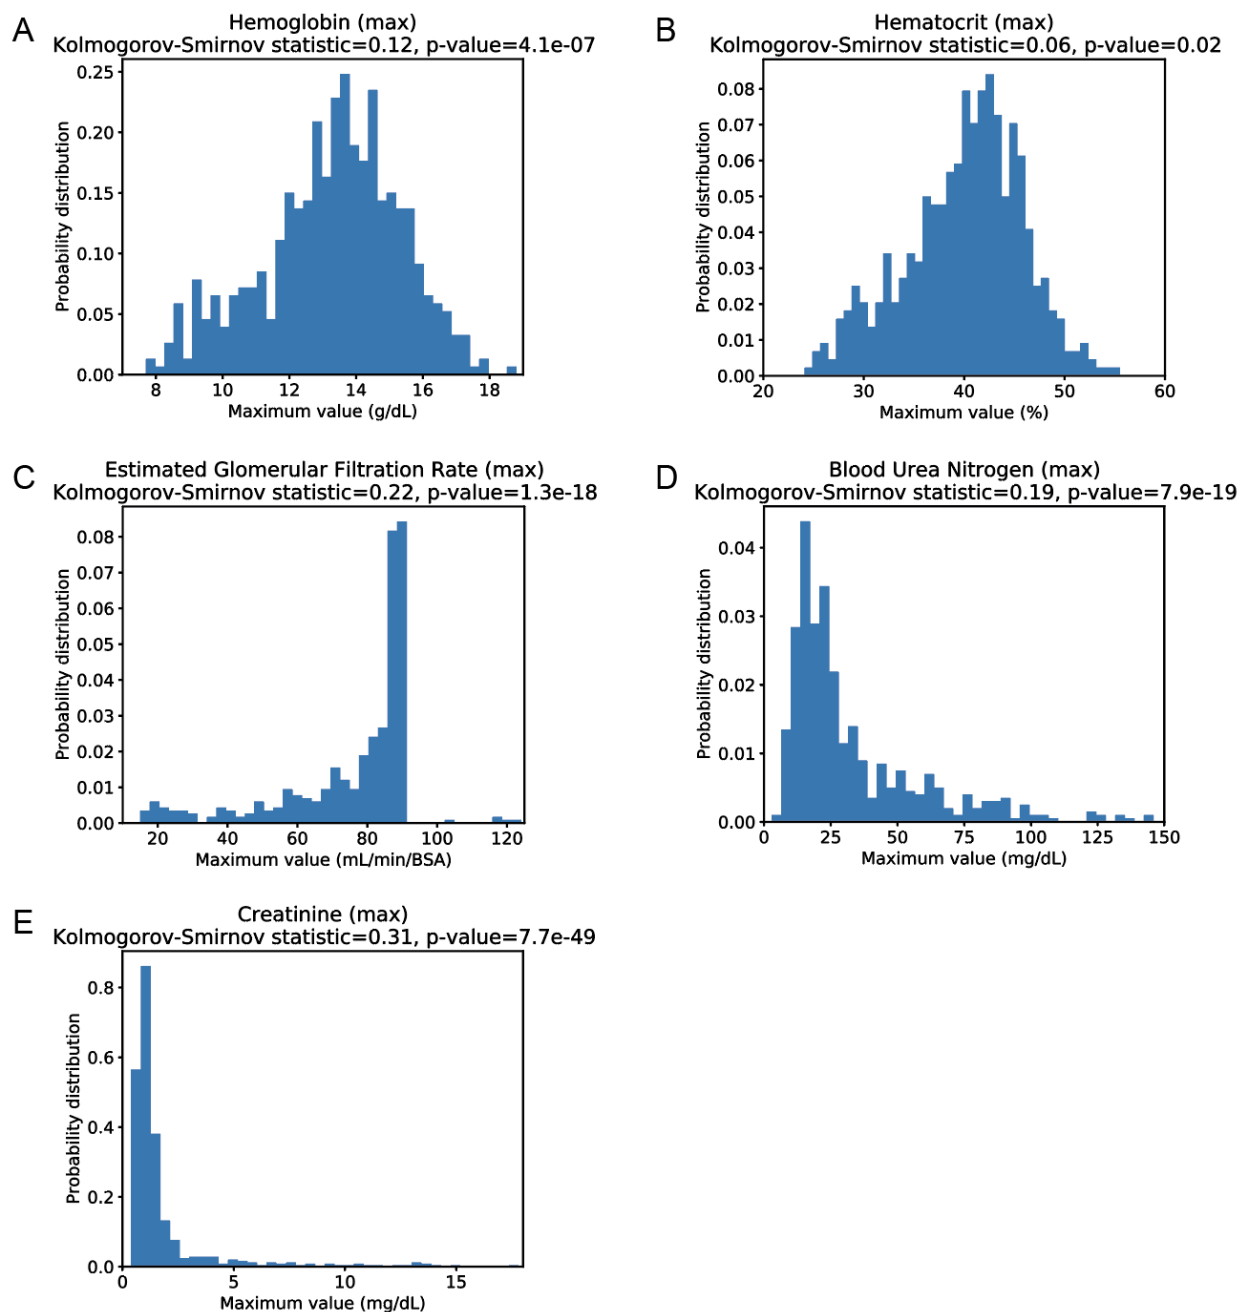 A
Hemoglobin (max)
Kolmogorov-Smirnov statistic=0.12, p-value=4.1e-07
Probability distribution
0.25
0.20
0.15
0.10
0.05
0.00
8
10
12
14
16
18
Maximum value (g/dL)
B
Hematocrit (max)
Kolmogorov-Smirnov statistic=0.06, p-value=0.02
Probability distribution
0.08
0.07
0.06
0.05
0.04
0.03
0.02
0.01
0.00
20
30
40
50
60
Maximum value (%)
C
Estimated Glomerular Filtration Rate (max)
Kolmogorov-Smirnov statistic=0.22, p-value=1.3e-18
Probability distribution
0.08
0.07
0.06
0.05
0.04
0.03
0.02
0.01
0.00
20
40
60
80
100
120
Maximum value (mL/min/BSA)
D
Blood Urea Nitrogen (max)
Kolmogorov-Smirnov statistic=0.19, p-value=7.9e-19
Probability distribution
0.04
0.03
0.02
0.01
0.00
0
25
50
75
100
125
150
Maximum value (mg/dL)
E
Creatinine (max)
Kolmogorov-Smirnov statistic=0.31, p-value=7.7e-49
Probability distribution
0.8
0.6
0.4
0.2
0.0
0
5
10
15
Maximum value (mg/dL)